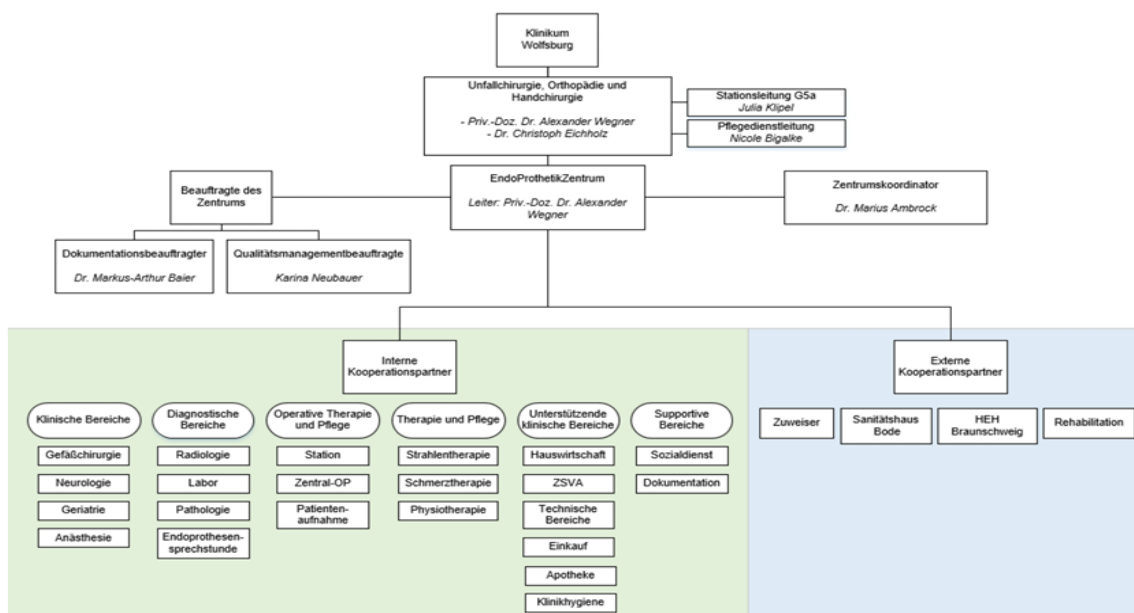 Klinikum
Wolfsburg
Unfallchirurgie, Orthopädie und
Handchirurgie
- Priv.-Doz. Dr. Alexander Wegner
- Dr. Christoph Eichholz
Stationsleitung G5a
Julia Klipel
Pflegedienstleitung
Nicole Bigalke
Beauftragte des
Zentrums
EndoProthetikZentrum
Leiter: Priv.-Doz. Dr. Alexander
Wegner
Zentrumskoordinator
Dr. Marius Ambrock
Dokumentationsbeauftragter
Dr. Markus-Arthur Baier
Qualitätsmanagementbeauftragte
Karina Neubauer
Interne
Kooperationspartner
Klinische Bereiche
Gefäßchirurgie
Neurologie
Geriatrie
Anästhesie
Diagnostische
Bereiche
Radiologie
Labor
Pathologie
Endoprothesen-
sprechstunde
Operative Therapie
und Pflege
Station
Zentral-OP
Patienten-
aufnahme
Therapie und Pflege
Strahlentherapie
Schmerztherapie
Physiotherapie
Unterstützende
klinische Bereiche
Hauswirtschaft
ZSVA
Technische
Bereiche
Einkauf
Apotheke
Klinikhygiene
Supportive
Bereiche
Sozialdienst
Dokumentation
Externe
Kooperationspartner
Zuweiser
Sanitätshaus
Bode
HEH
Braunschweig
Rehabilitation